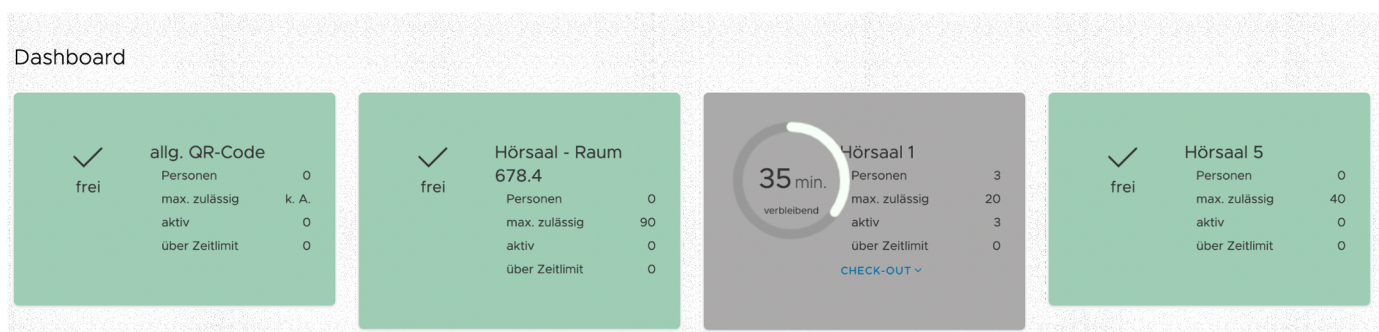 Dashboard
frei
allg. QR-Code
Personen 0
max. zulässig k. A.
aktiv 0
über Zeitlimit 0
frei
Hörsaal - Raum
678.4
Personen 0
max. zulässig 90
aktiv 0
über Zeitlimit 0
35 min.
verbleibend
Hörsaal 1
Personen 3
max. zulässig 20
aktiv 3
über Zeitlimit 0
CHECK-OUT
frei
Hörsaal 5
Personen 0
max. zulässig 40
aktiv 0
über Zeitlimit 0